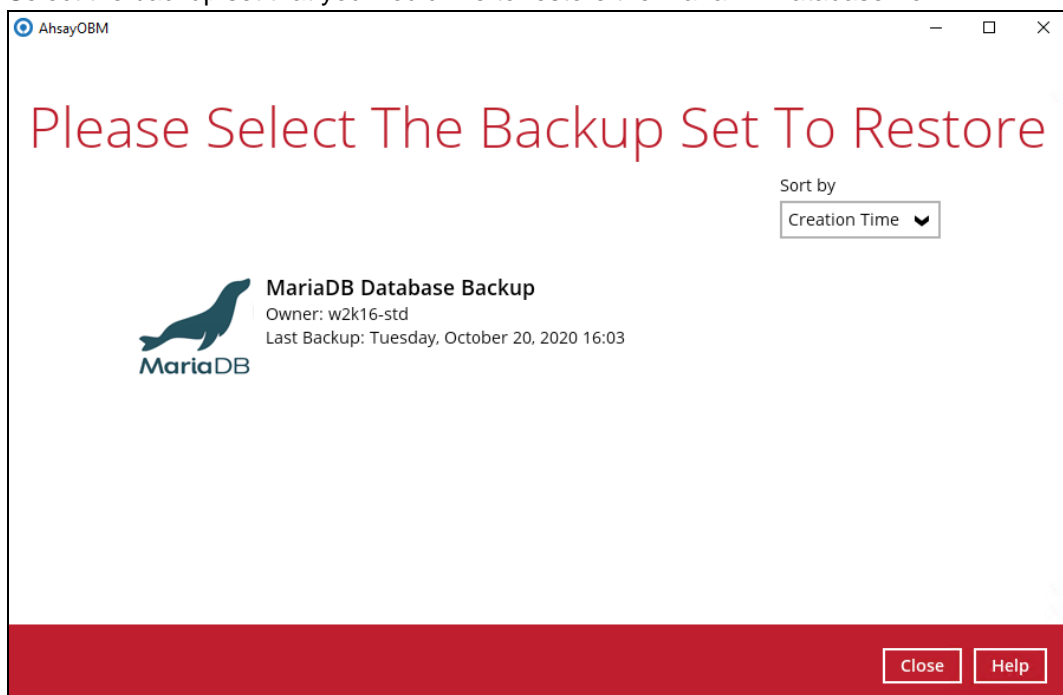 AhsayOBM
Please Select The Backup Set To Restore
Sort by
Creation Time
MariaDB Database Backup
Owner: w2k16-std
Last Backup: Tuesday, October 20, 2020 16:03
MariaDB
Close
Help